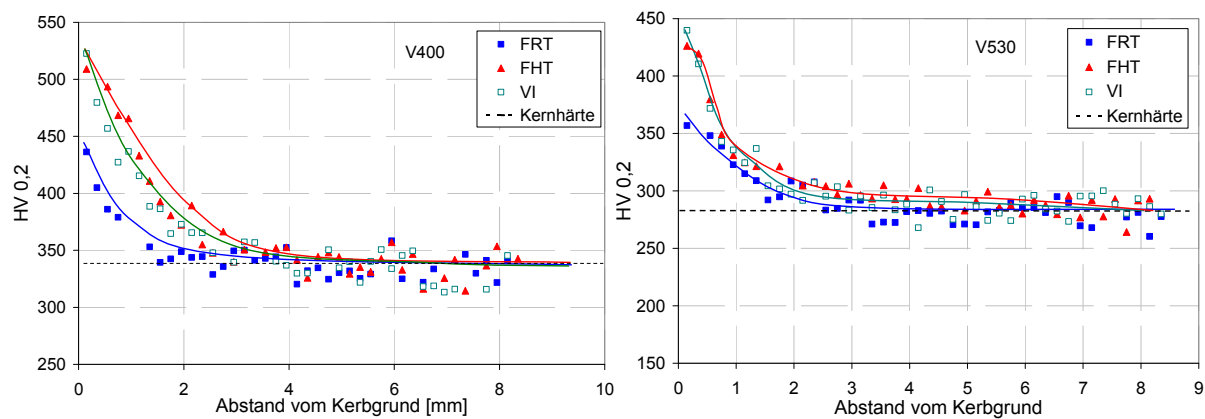 550
500
450
400
350
300
250
HV 0,2
V400
FRT
FHT
VI
Kernhärte
0 2 4 6 8 10
Abstand vom Kerbgrund [mm]
450
400
350
300
250
200
150
HV 0,2
V530
FRT
FHT
VI
Kernhärte
0 1 2 3 4 5 6 7 8 9
Abstand vom Kerbgrund